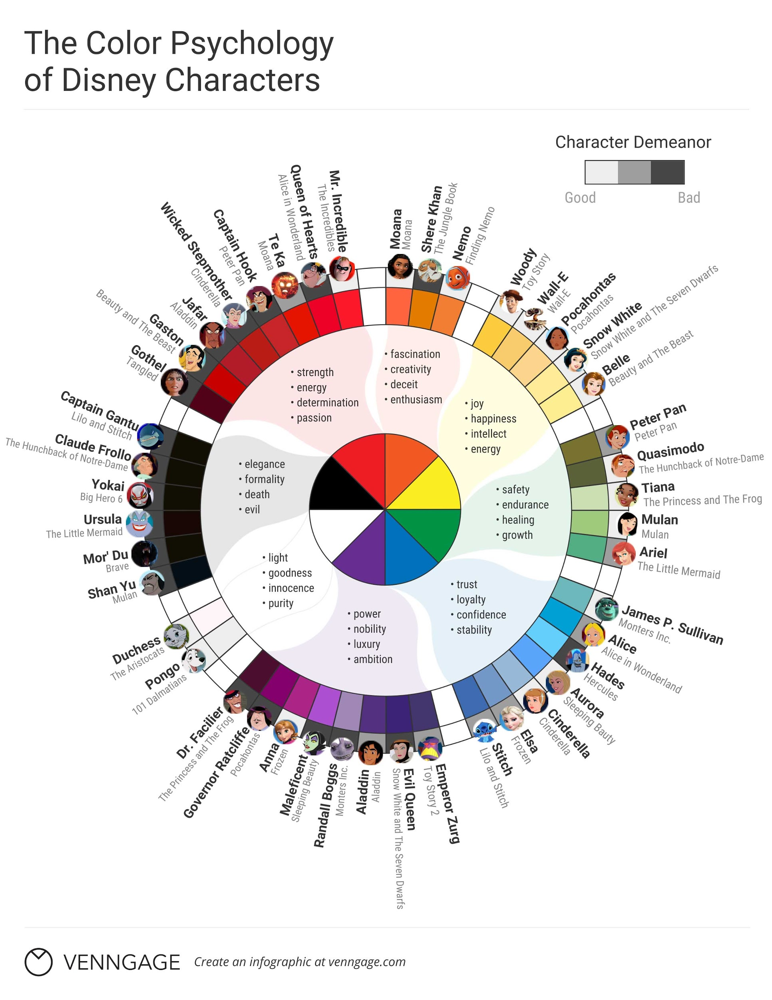 The Color Psychology
of Disney Characters
Character Demeanor
Good
Bad
Moana
Moana
Shere Khan
The Jungle Book
Nemo
Finding Nemo
Woody
Toy Story
Wall-E
Wall-E
Pocahontas
Pocahontas
Snow White
Snow White and The Seven Dwarfs
Belle
Beauty and The Beast
Peter Pan
Peter Pan
Quasimodo
The Hunchback of Notre-Dame
Tiana
The Princess and The Frog
Mulan
Mulan
Ariel
The Little Mermaid
James P. Sullivan
Monters Inc.
Alice
Alice in Wonderland
Hades
Hercules
Aurora
Sleeping Bauty
Cinderella
Cinderella
Elsa
Frozen
Stitch
Lilo and Stitch
Emperor Zurg
Toy Story 2
Evil Queen
Snow White and The Seven Dwarfs
Aladdin
Aladdin
Randall Boggs
Monters Inc.
Maleficent
Sleeping Beauty
Anna
Frozen
Governor Ratcliffe
Pocahontas
Dr. Facilier
The Princess and The Frog
Pongo
101 Dalmatians
Duchess
The Aristocats
Shan Yu
Mulan
Mor' Du
Brave
Ursula
The Little Mermaid
Yokai
Big Hero 6
Claude Frollo
The Hunchback of Notre-Dame
Captain Gantu
Lilo and Stitch
Gothel
Tangled
Gaston
Beauty and The Beast
Jafar
Aladdin
Wicked Stepmother
Cinderella
Captain Hook
Peter Pan
Te Ka
Moana
Queen of Hearts
Alice in Wonderland
Mr. Incredible
The Incredibles
• strength
• energy
• determination
• passion
• fascination
• creativity
• deceit
• enthusiasm
• joy
• happiness
• intellect
• energy
• safety
• endurance
• healing
• growth
• trust
• loyalty
• confidence
• stability
• power
• nobility
• luxury
• ambition
• light
• goodness
• innocence
• purity
• elegance
• formality
• death
• evil
VENNGAGE
Create an infographic at venngage.com